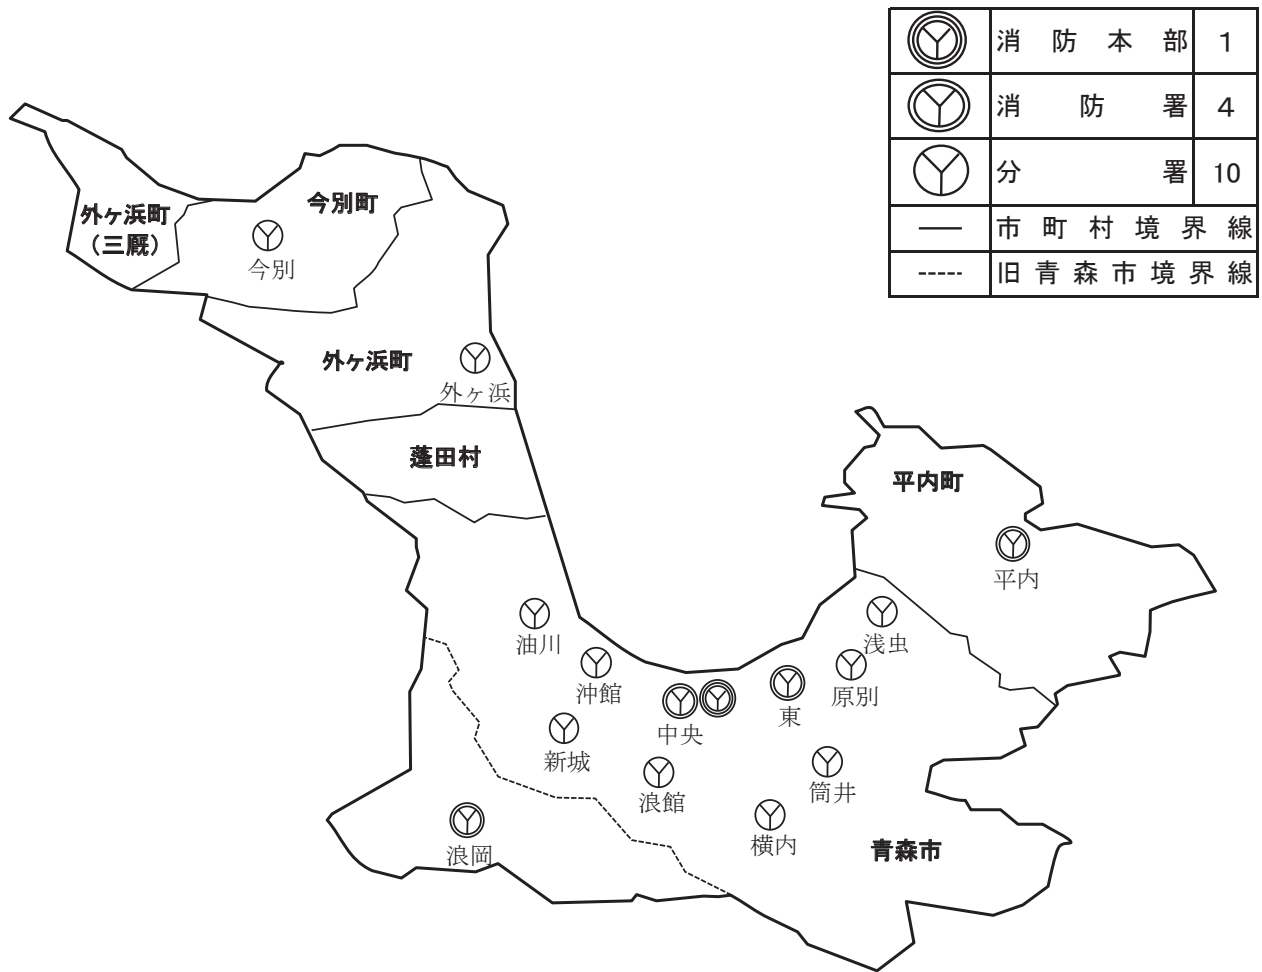 消防本部 1
消防署 4
分署 10
市町村境界線
旧青森市境界線
今別町
外ヶ浜町
(三厩)
今別
外ヶ浜町
外ヶ浜
蓬田村
平内町
平内
油川
浅虫
沖館
原別
東
中央
新城
浪館
筒井
横内
浪岡
青森市